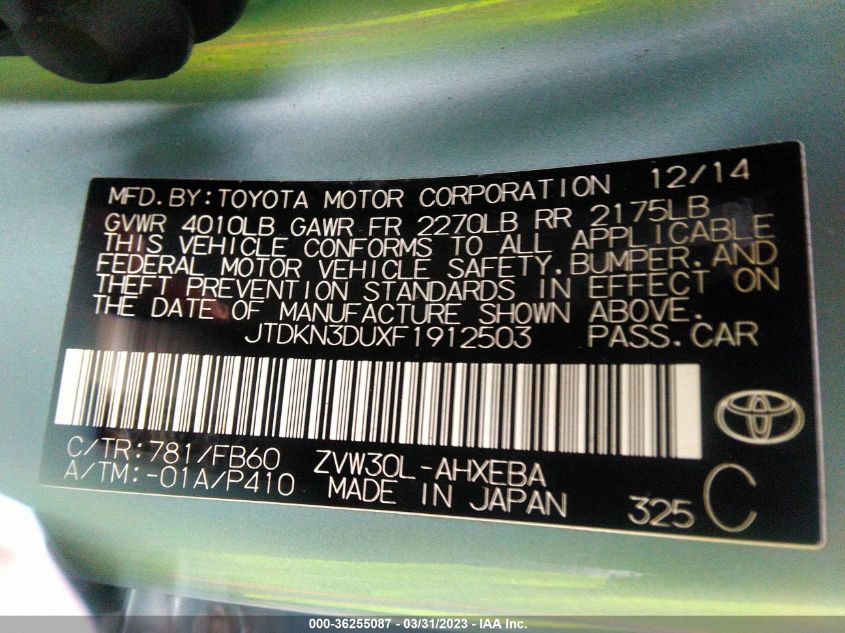 MFD.BY:TOYOTA MOTOR CORPORATION 12/14
GVWR 4010LB GAWR FR 2270LB RR 2175LB
THIS VEHICLE CONFORMS TO ALL APPLICABLE
FEDERAL MOTOR VEHICLE SAFETY,BUMPER,AND
THEFT PREVENTION STANDARDS IN EFFECT ON
THE DATE OF MANUFACTURE SHOWN ABOVE.
JTDKN3DUXF1912503 PASS.CAR
C/TR:781/FB60 ZVW30L-AHXEBA
A/TM:-01A/P410 MADE IN JAPAN 325 C
000-36255087 - 03/31/2023 - IAA Inc.